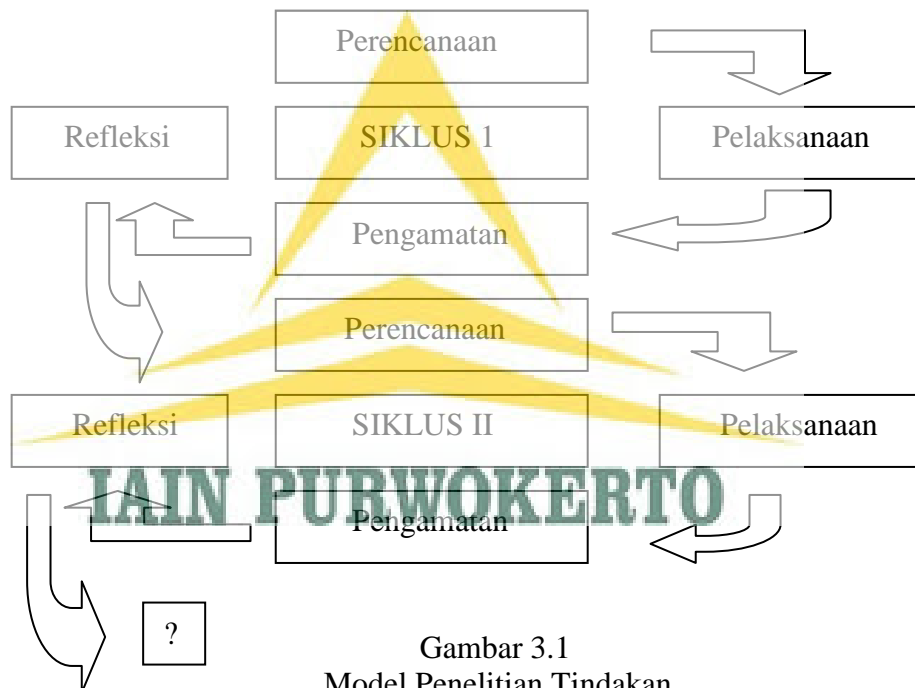 Perencanaan
Refleksi SIKLUS 1 Pelaksanaan
Pengamatan
Perencanaan
Refleksi SIKLUS II Pelaksanaan
IAIN PURWOKERTO
Pengamatan
?
Gambar 3.1
Model Penelitian Tindakan